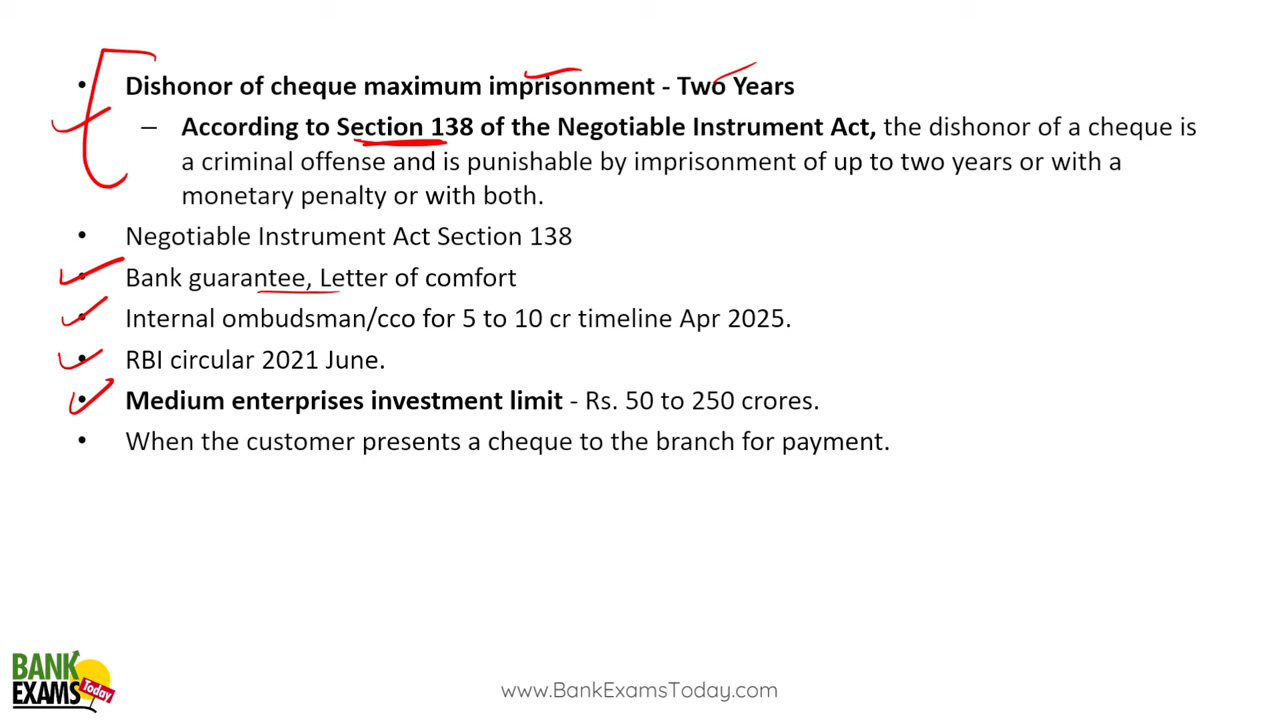 • Dishonor of cheque maximum imprisonment - Two Years
– According to Section 138 of the Negotiable Instrument Act, the dishonor of a cheque is
a criminal offense and is punishable by imprisonment of up to two years or with a
monetary penalty or with both.
• Negotiable Instrument Act Section 138
• Bank guarantee, Letter of comfort
• Internal ombudsman/cco for 5 to 10 cr timeline Apr 2025.
• RBI circular 2021 June.
• Medium enterprises investment limit - Rs. 50 to 250 crores.
• When the customer presents a cheque to the branch for payment.
BANK
EXAMS Today
www.BankExamsToday.com